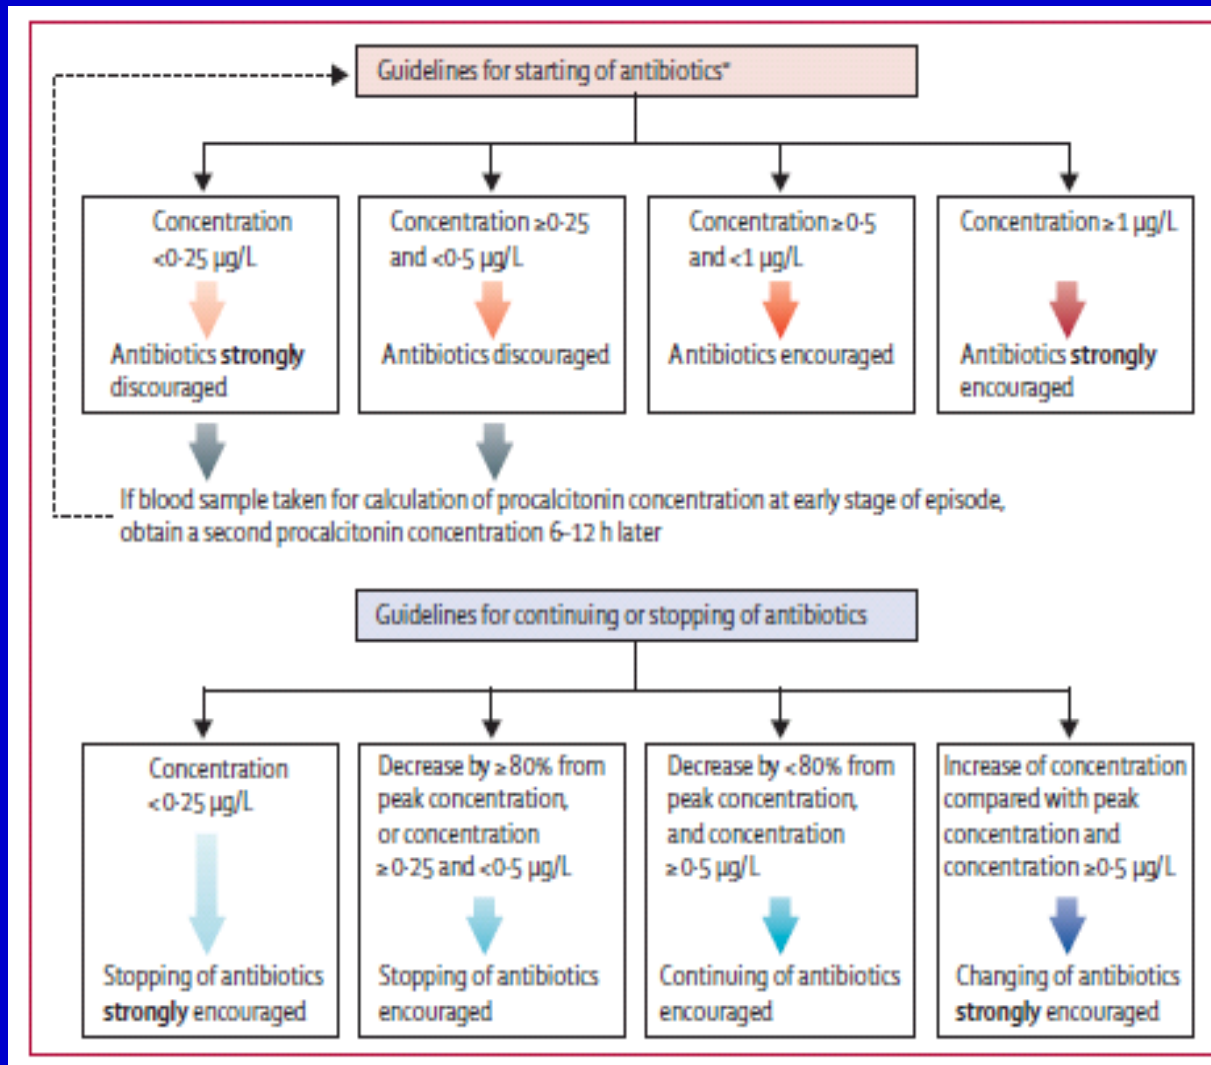 Guidelines for starting of antibiotics*
Concentration
<0·25 µg/L
Antibiotics strongly
discouraged
Concentration ≥0·25
and <0·5 µg/L
Antibiotics discouraged
Concentration ≥0·5
and <1 µg/L
Antibiotics encouraged
Concentration ≥1 µg/L
Antibiotics strongly
encouraged
If blood sample taken for calculation of procalcitonin concentration at early stage of episode,
obtain a second procalcitonin concentration 6–12 h later
Guidelines for continuing or stopping of antibiotics
Concentration
<0·25 µg/L
Stopping of antibiotics
strongly encouraged
Decrease by ≥80% from
peak concentration,
or concentration
≥0·25 and <0·5 µg/L
Stopping of antibiotics
encouraged
Decrease by <80% from
peak concentration,
and concentration
≥0·5 µg/L
Continuing of antibiotics
encouraged
Increase of concentration
compared with peak
concentration and
concentration ≥0·5 µg/L
Changing of antibiotics
strongly encouraged